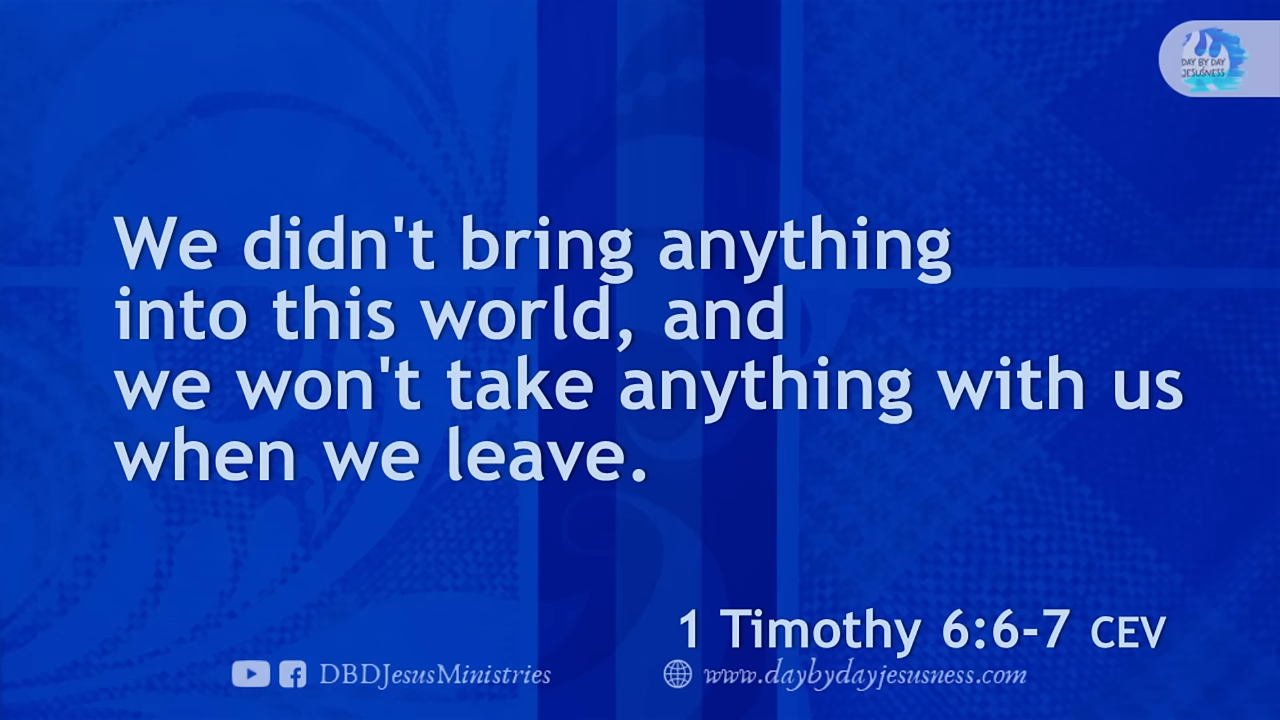 DAY BY DAY
JESUSNESS
We didn't bring anything
into this world, and
we won't take anything with us
when we leave.
1 Timothy 6:6-7 CEV
DBDJesusMinistries
www.daybydayjesusness.com